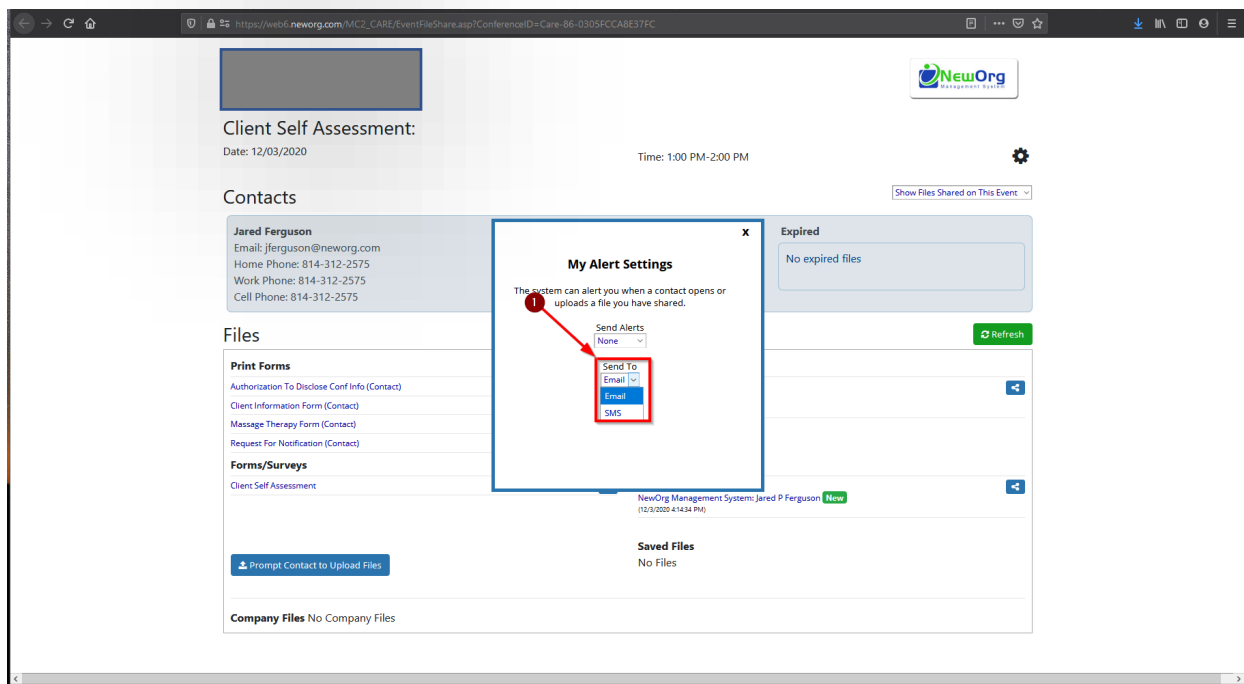 https://web6.neworg.com/MC2_CARE/EventFileShare.asp?ConferenceID=Care-86-0305FCCA8E37FC
NewOrg
Management System
Client Self Assessment:
Date: 12/03/2020
Time: 1:00 PM-2:00 PM
Contacts
Show Files Shared on This Event
Jared Ferguson
Email: jferguson@neworg.com
Home Phone: 814-312-2575
Work Phone: 814-312-2575
Cell Phone: 814-312-2575
Expired
No expired files
x
My Alert Settings
The system can alert you when a contact opens or
uploads a file you have shared.
1
Send Alerts
None
Send To
Email
Email
SMS
Files
Refresh
Print Forms
Authorization To Disclose Conf Info (Contact)
Client Information Form (Contact)
Massage Therapy Form (Contact)
Request For Notification (Contact)
Forms/Surveys
Client Self Assessment
NewOrg Management System: Jared P Ferguson New
(12/3/2020 4:14:34 PM)
Saved Files
No Files
Prompt Contact to Upload Files
Company Files No Company Files